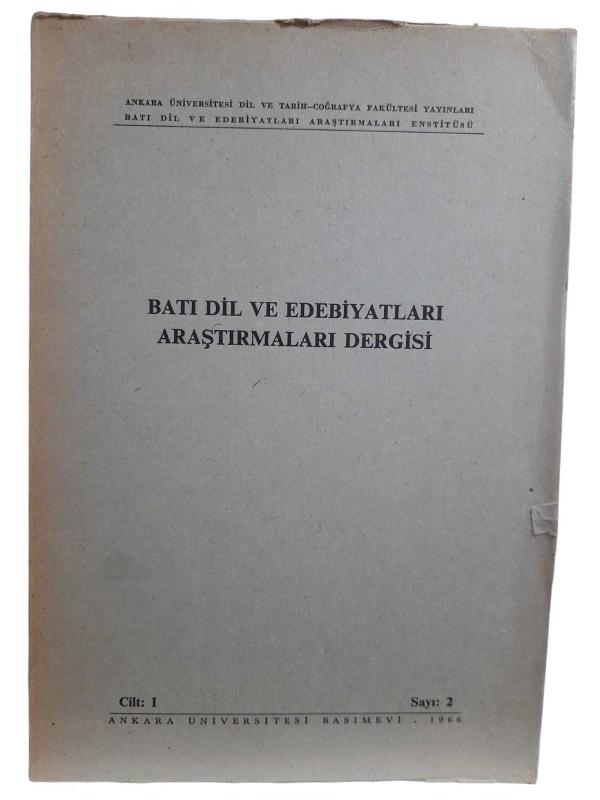 ANKARA ÜNİVERSİTESİ DİL VE TARİH–COĞRAFYA FAKÜLTESİ YAYINLARI
BATI DİL VE EDEBİYATLARI ARAŞTIRMALARI ENSTİTÜSÜ
BATI DİL VE EDEBİYATLARI
ARAŞTIRMALARI DERGİSİ
Cilt: I Sayı: 2
ANKARA ÜNİVERSİTESİ BASIMEVİ . 1966